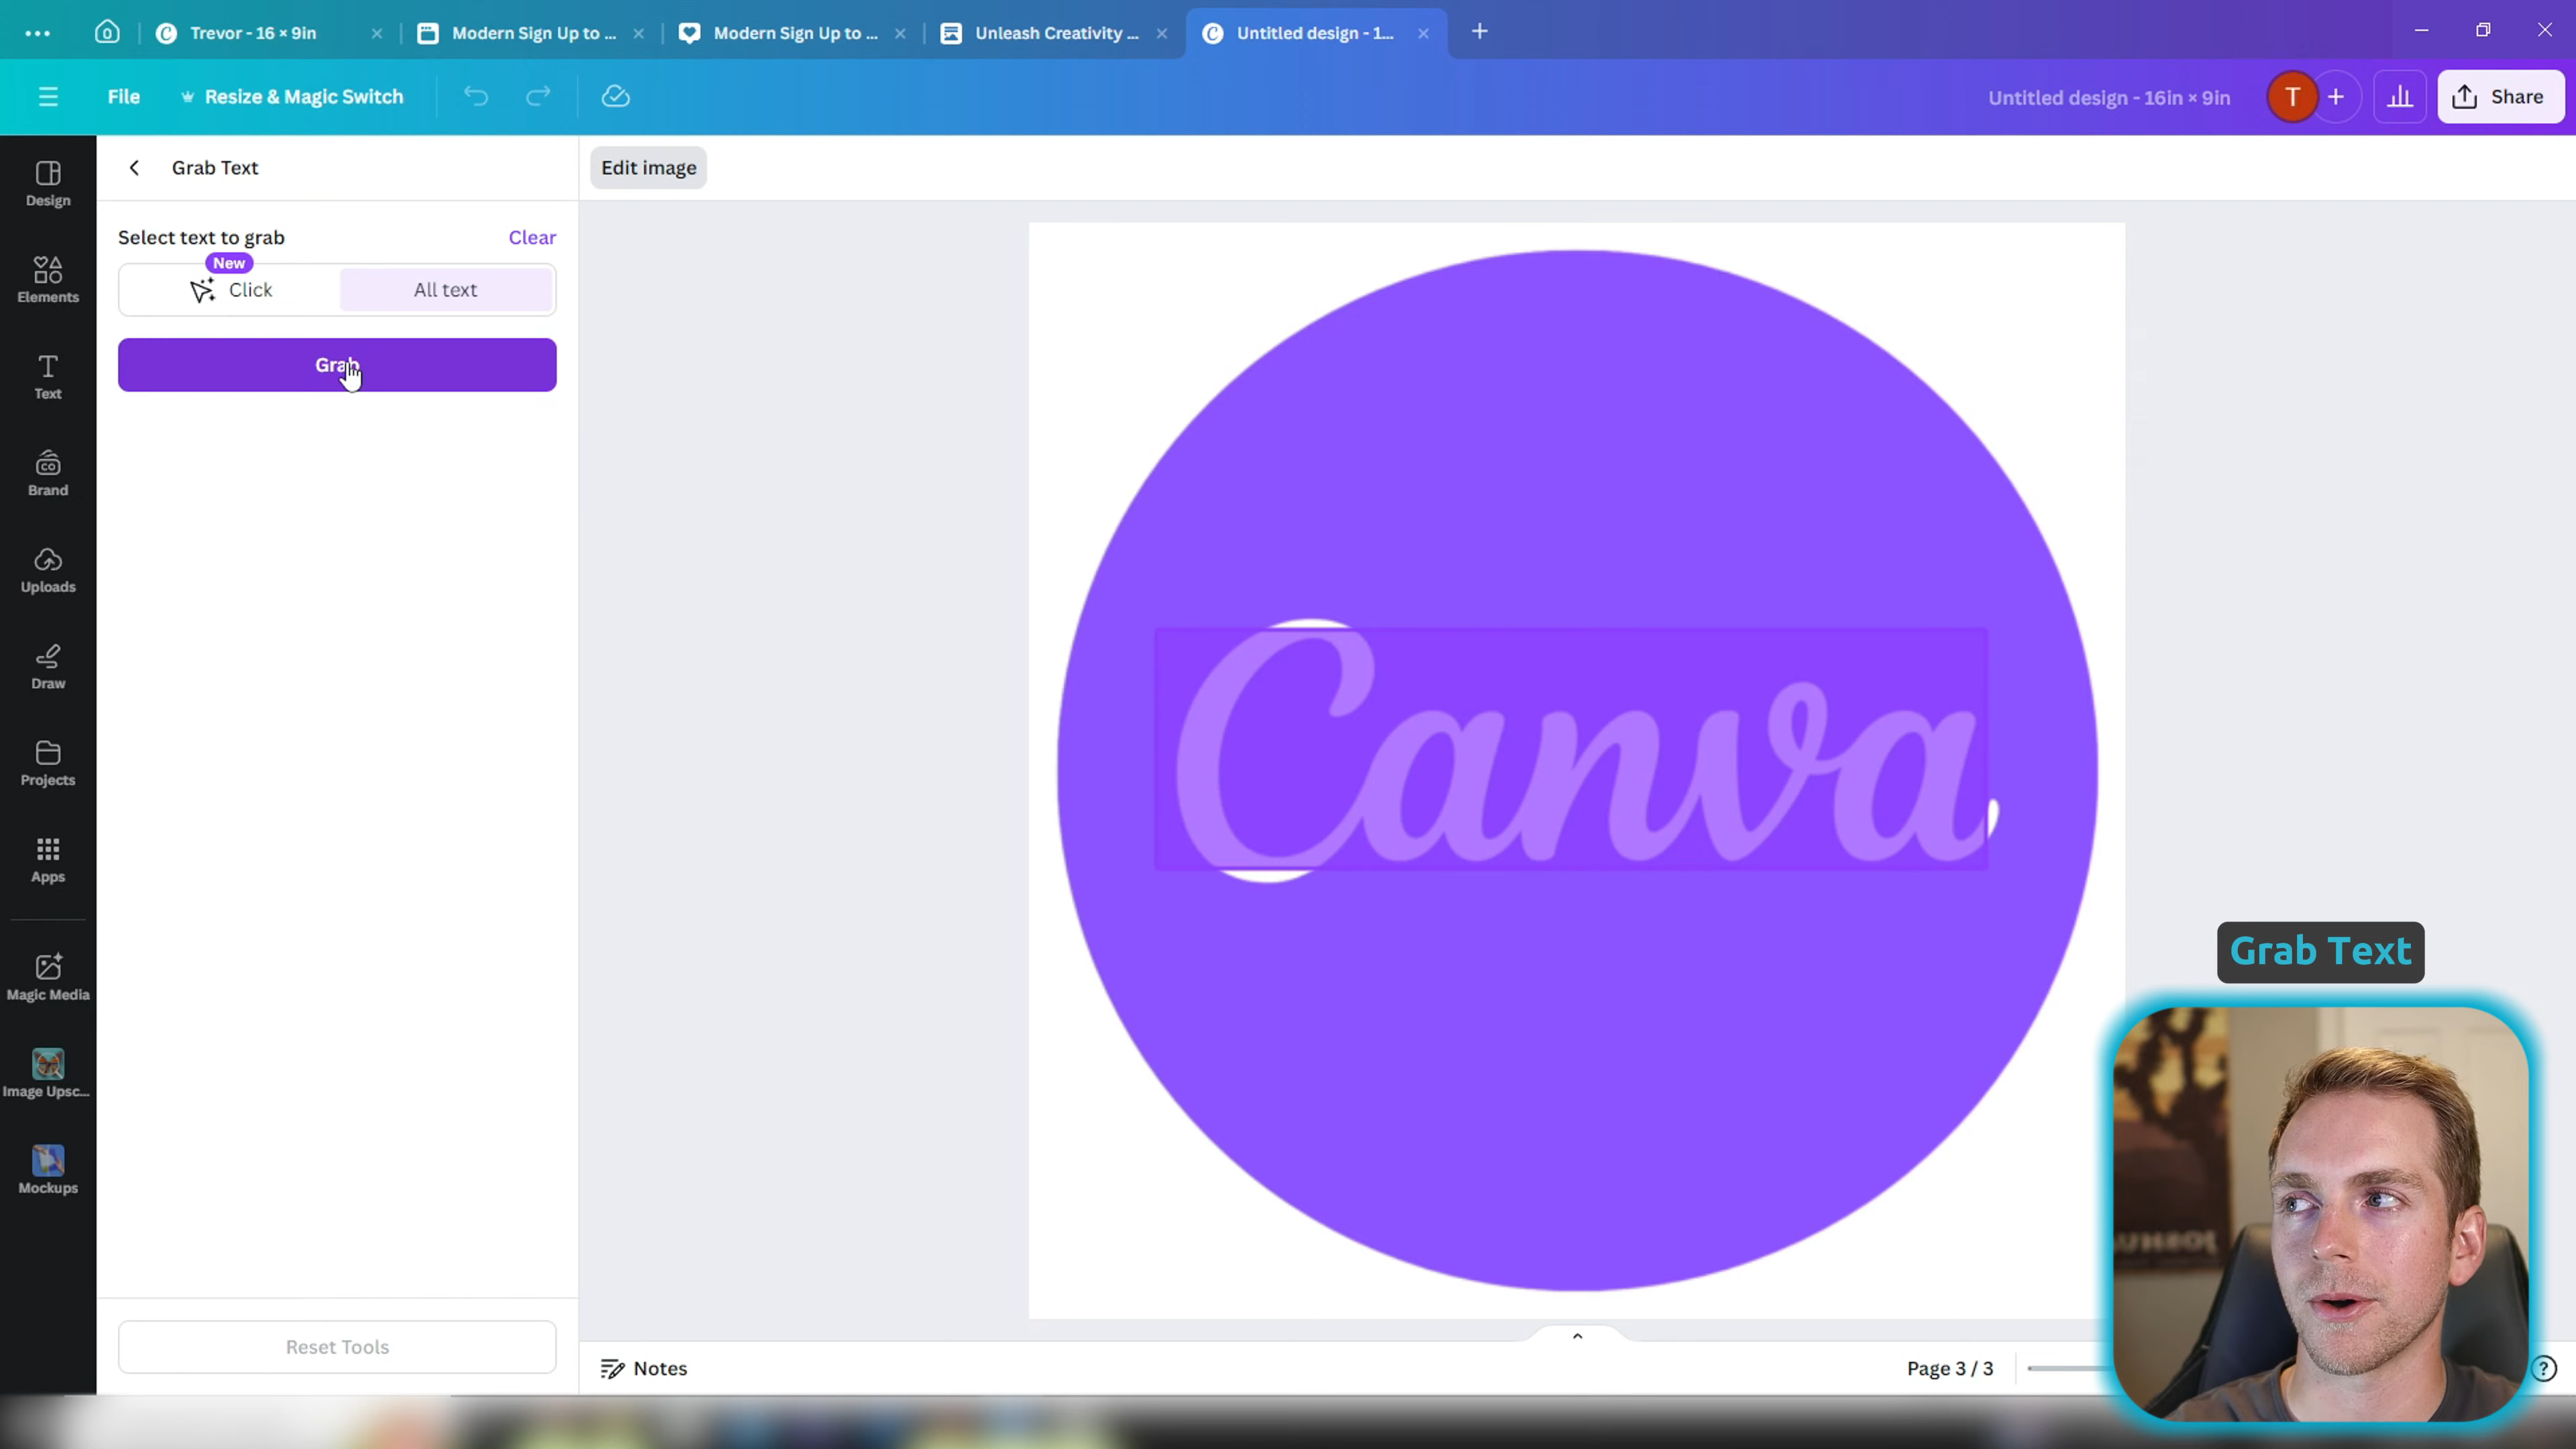 Trevor - 16 × 9in
Modern Sign Up to ...
Modern Sign Up to ...
Unleash Creativity ...
Untitled design - 1...
File
Resize & Magic Switch
Untitled design - 16in × 9in
T
Share
Design
Elements
Text
Brand
Uploads
Draw
Projects
Apps
Magic Media
Image Upsc...
Mockups
Grab Text
Edit image
Select text to grab
Clear
New
Click
All text
Grab
Canva
Grab Text
Reset Tools
Notes
Page 3 / 3